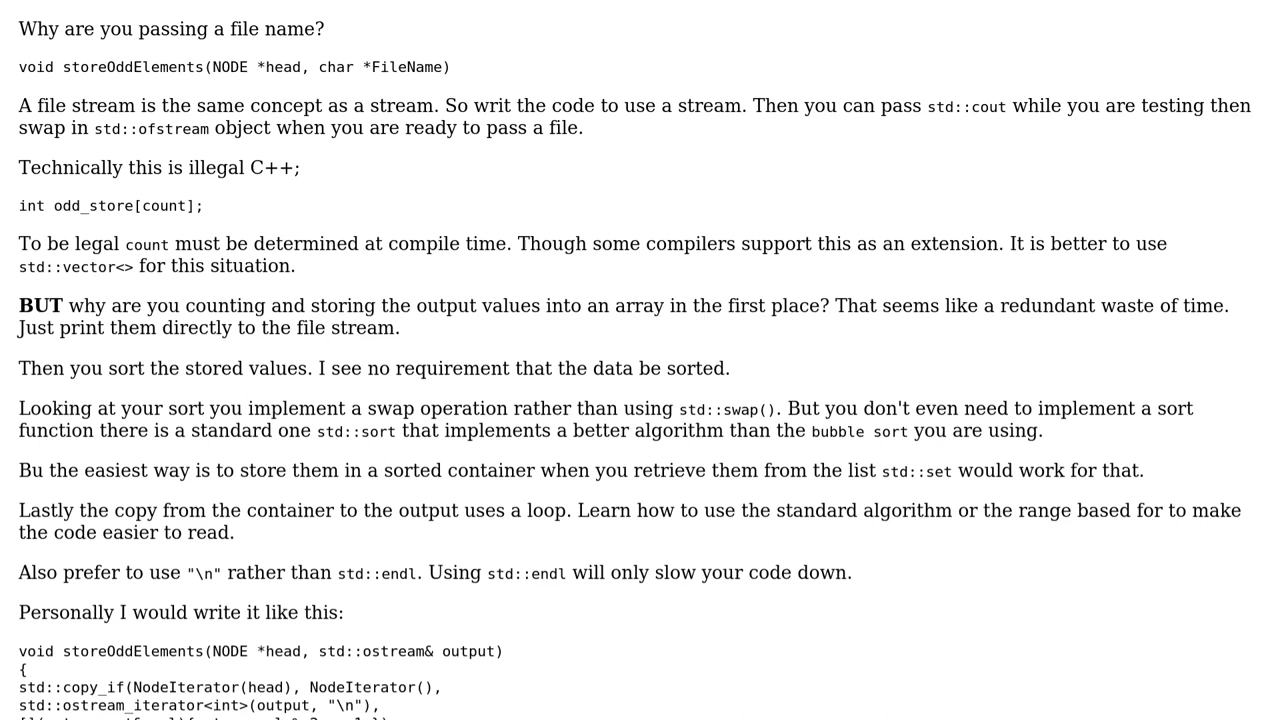 Why are you passing a file name?
void storeOddElements(NODE *head, char *FileName)
A file stream is the same concept as a stream. So writ the code to use a stream. Then you can pass std::cout while you are testing then
swap in std::ofstream object when you are ready to pass a file.
Technically this is illegal C++;
int odd_store[count];
To be legal count must be determined at compile time. Though some compilers support this as an extension. It is better to use
std::vector<> for this situation.
BUT why are you counting and storing the output values into an array in the first place? That seems like a redundant waste of time.
Just print them directly to the file stream.
Then you sort the stored values. I see no requirement that the data be sorted.
Looking at your sort you implement a swap operation rather than using std::swap(). But you don't even need to implement a sort
function there is a standard one std::sort that implements a better algorithm than the bubble sort you are using.
Bu the easiest way is to store them in a sorted container when you retrieve them from the list std::set would work for that.
Lastly the copy from the container to the output uses a loop. Learn how to use the standard algorithm or the range based for to make
the code easier to read.
Also prefer to use "\n" rather than std::endl. Using std::endl will only slow your code down.
Personally I would write it like this:
void storeOddElements(NODE *head, std::ostream& output)
{
std::copy_if(NodeIterator(head), NodeIterator(),
std::ostream_iterator<int>(output, "\n"),